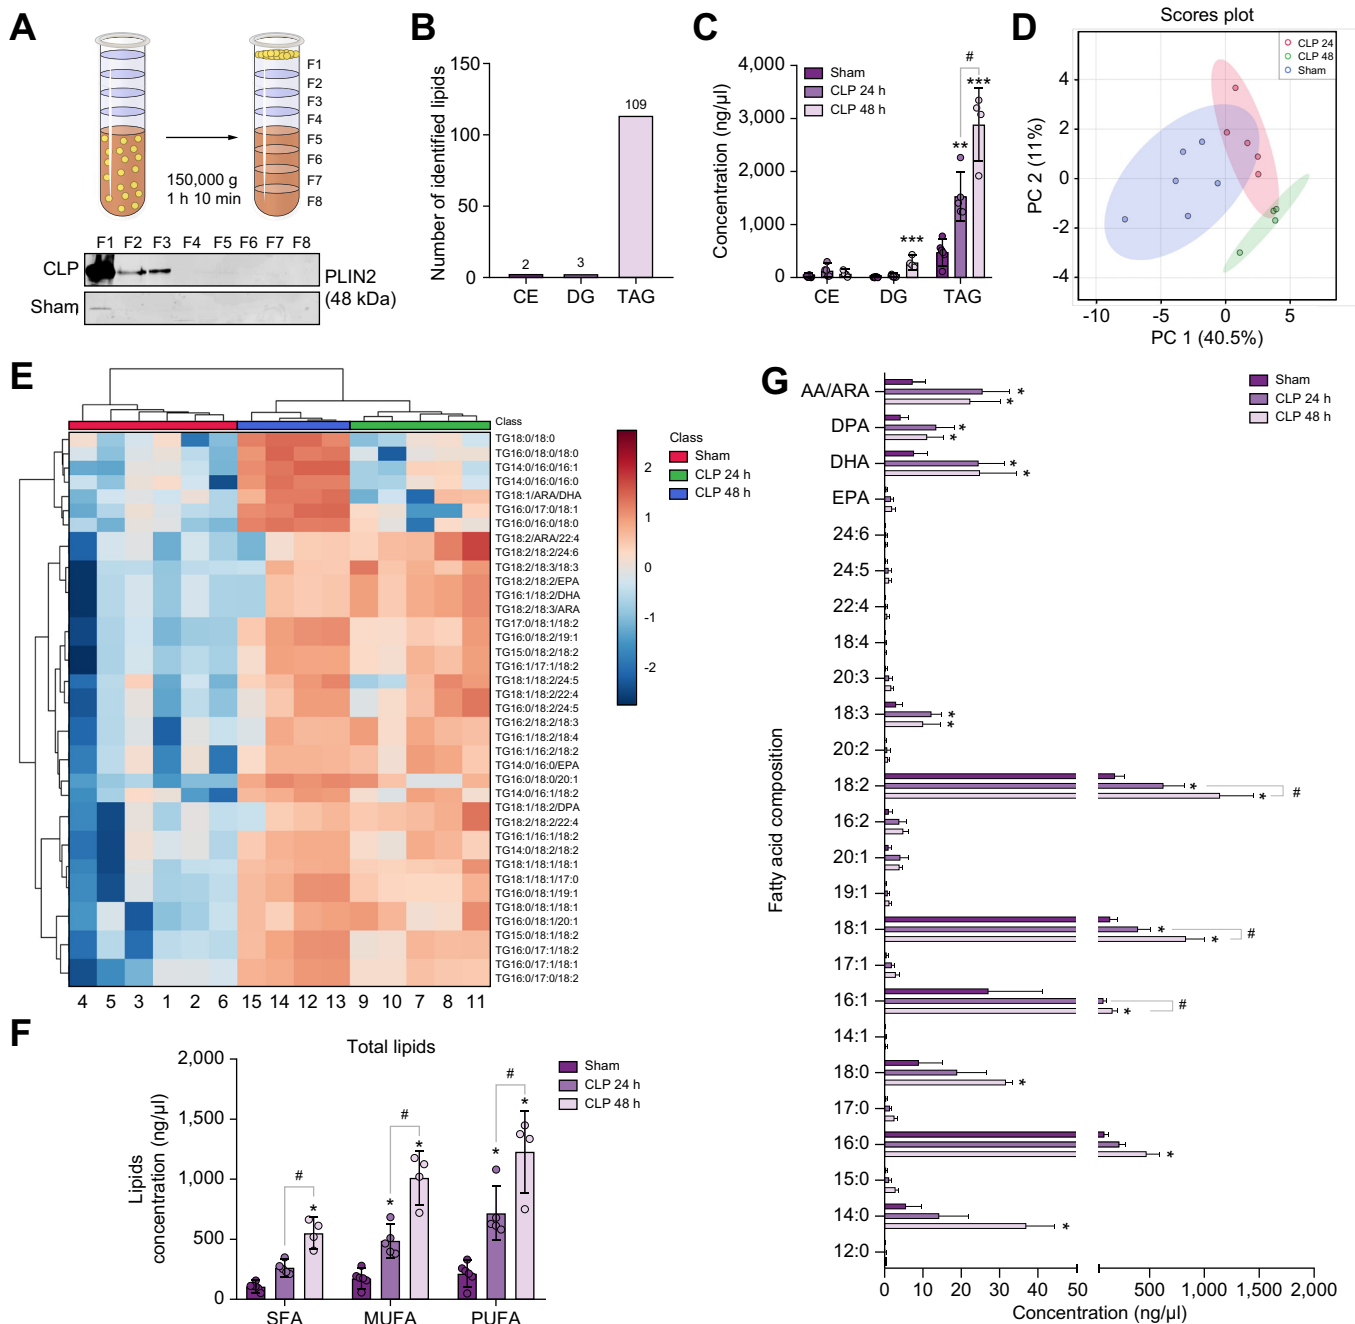 A
F1
F2
F3
F4
F5
F6
F7
F8
150,000 g
1 h 10 min
F1 F2 F3 F4 F5 F6 F7 F8
CLP
Sham
PLIN2
(48 kDa)
B
Number of identified lipids
150
100
50
0
2
3
109
CE DG TAG
C
Concentration (ng/µl)
4,000
3,000
2,000
1,000
0
Sham
CLP 24 h
CLP 48 h
#
***
**
***
CE DG TAG
D
Scores plot
CLP 24
CLP 48
Sham
PC 2 (11%)
4
2
0
-2
-4
-10 -5 0 5
PC 1 (40.5%)
E
Class
TG18:0/18:0
TG16:0/18:0/18:0
TG14:0/16:0/16:1
TG14:0/16:0/16:0
TG18:1/ARA/DHA
TG16:0/17:0/18:1
TG16:0/16:0/18:0
TG18:2/ARA/22:4
TG18:2/18:2/24:6
TG18:2/18:3/18:3
TG18:2/18:2/EPA
TG16:1/18:2/DHA
TG18:2/18:3/ARA
TG17:0/18:1/18:2
TG16:0/18:2/19:1
TG15:0/18:2/18:2
TG16:1/17:1/18:2
TG18:1/18:2/24:5
TG18:1/18:2/22:4
TG16:0/18:2/24:5
TG16:2/18:2/18:3
TG16:1/18:2/18:4
TG16:1/16:2/18:2
TG14:0/16:0/EPA
TG16:0/18:0/20:1
TG14:0/16:1/18:2
TG18:1/18:2/DPA
TG18:2/18:2/22:4
TG16:1/16:1/18:2
TG14:0/18:2/18:2
TG18:1/18:1/18:1
TG18:1/18:1/17:0
TG16:0/18:1/19:1
TG18:0/18:1/18:1
TG16:0/18:1/20:1
TG15:0/18:1/18:2
TG16:0/17:1/18:2
TG16:0/17:1/18:1
TG16:0/17:0/18:2
4 5 3 1 2 6 15 14 12 13 9 10 7 8 11
2
1
0
-1
-2
Class
Sham
CLP 24 h
CLP 48 h
F
Total lipids
Lipids
concentration (ng/µl)
2,000
1,500
1,000
500
0
Sham
CLP 24 h
CLP 48 h
#
*
#
*
*
#
*
*
SFA MUFA PUFA
G
Sham
CLP 24 h
CLP 48 h
Fatty acid composition
AA/ARA
*
*
DPA
*
*
DHA
*
*
EPA
24:6
24:5
22:4
18:4
20:3
18:3
*
*
20:2
18:2
*
*
#
16:2
20:1
19:1
18:1
*
*
#
17:1
16:1
*
#
14:1
18:0
*
17:0
16:0
*
15:0
14:0
*
12:0
0 10 20 30 40 50 500 1,000 1,500 2,000
Concentration (ng/µl)